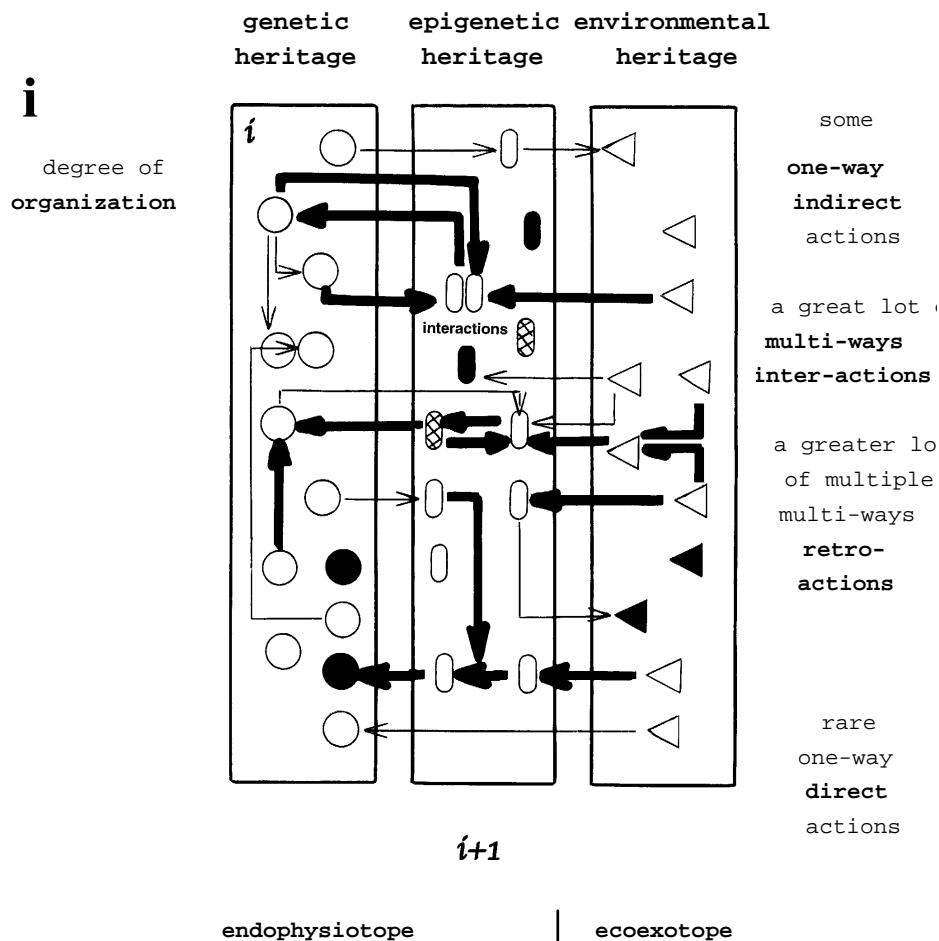 genetic epigenetic environmental
heritage heritage heritage
i
i
degree of
organization
some
one-way
indirect
actions
a great lot o
multi-ways
inter-actions
interactions
a greater lo
of multiple
multi-ways
retro-
actions
rare
one-way
direct
actions
i+1
endophysiotope | ecoexotope